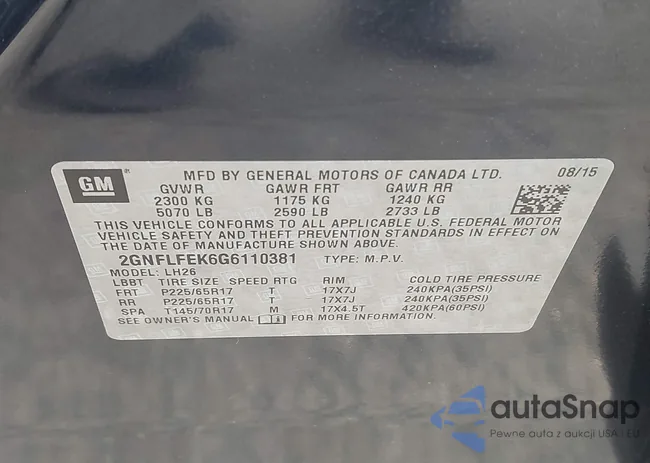 GM
MFD BY GENERAL MOTORS OF CANADA LTD. 08/15
GVWR GAWR FRT GAWR RR
2300 KG 1175 KG 1240 KG
5070 LB 2590 LB 2733 LB
THIS VEHICLE CONFORMS TO ALL APPLICABLE U.S. FEDERAL MOTOR
VEHICLE SAFETY AND THEFT PREVENTION STANDARDS IN EFFECT ON
THE DATE OF MANUFACTURE SHOWN ABOVE.
2GNFLFEK6G6110381 TYPE: M.P.V.
MODEL: LH26
LBBT TIRE SIZE SPEED RTG RIM COLD TIRE PRESSURE
FRT P225/65R17 T 17X7J 240KPA(35PSI)
RR P225/65R17 T 17X7J 240KPA(35PSI)
SPA T145/70R17 M 17X4.5T 420KPA(60PSI)
SEE OWNER'S MANUAL FOR MORE INFORMATION.
autaSnap
Pewne auta z aukcji USA i EU